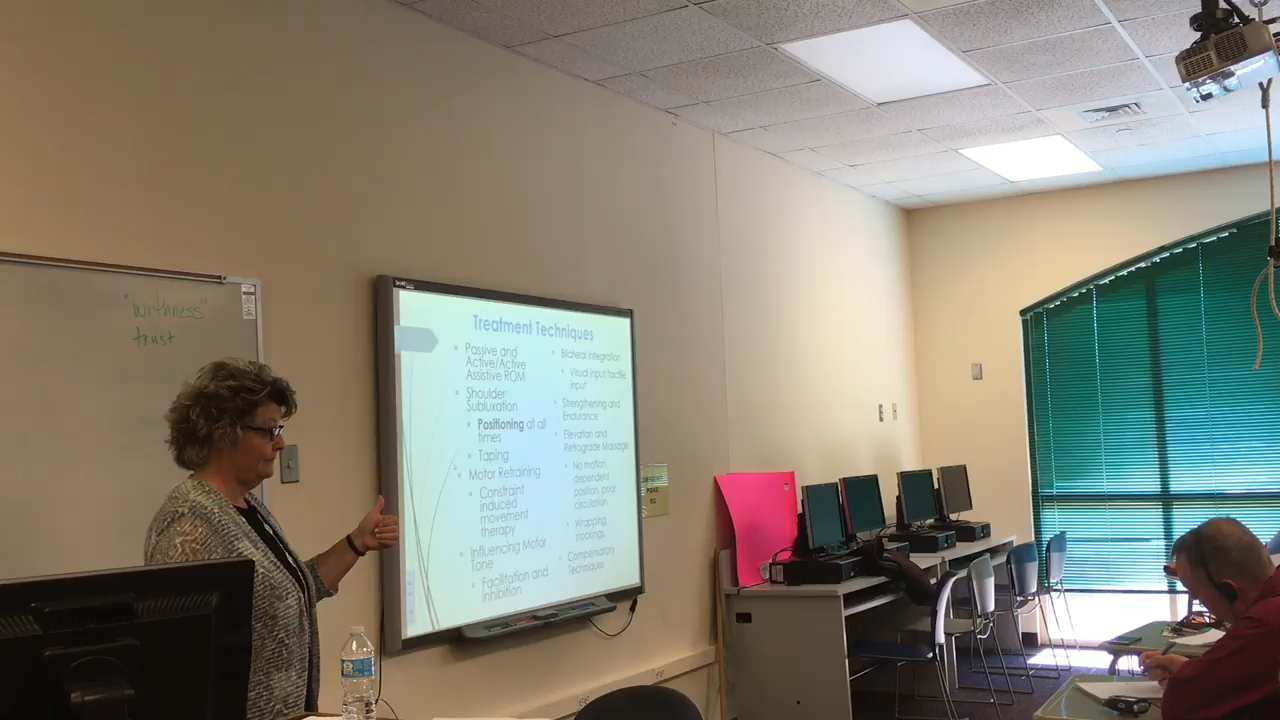 "withness"
trust
SMART
Treatment Techniques
Passive and
Active/Active
Assistive ROM
Shoulder
Subluxation
Positioning at all
times
Taping
Motor Retraining
Constraint
induced
movement
therapy
Influencing Motor
Tone
Facilitation and
inhibition
Bilateral Integration
Visual input/tactile
input
Strengthening and
Endurance
Elevation and
Retrograde Massage
No motion,
dependent
position, poor
circulation
Wrapping,
stockings
Compensatory
Techniques